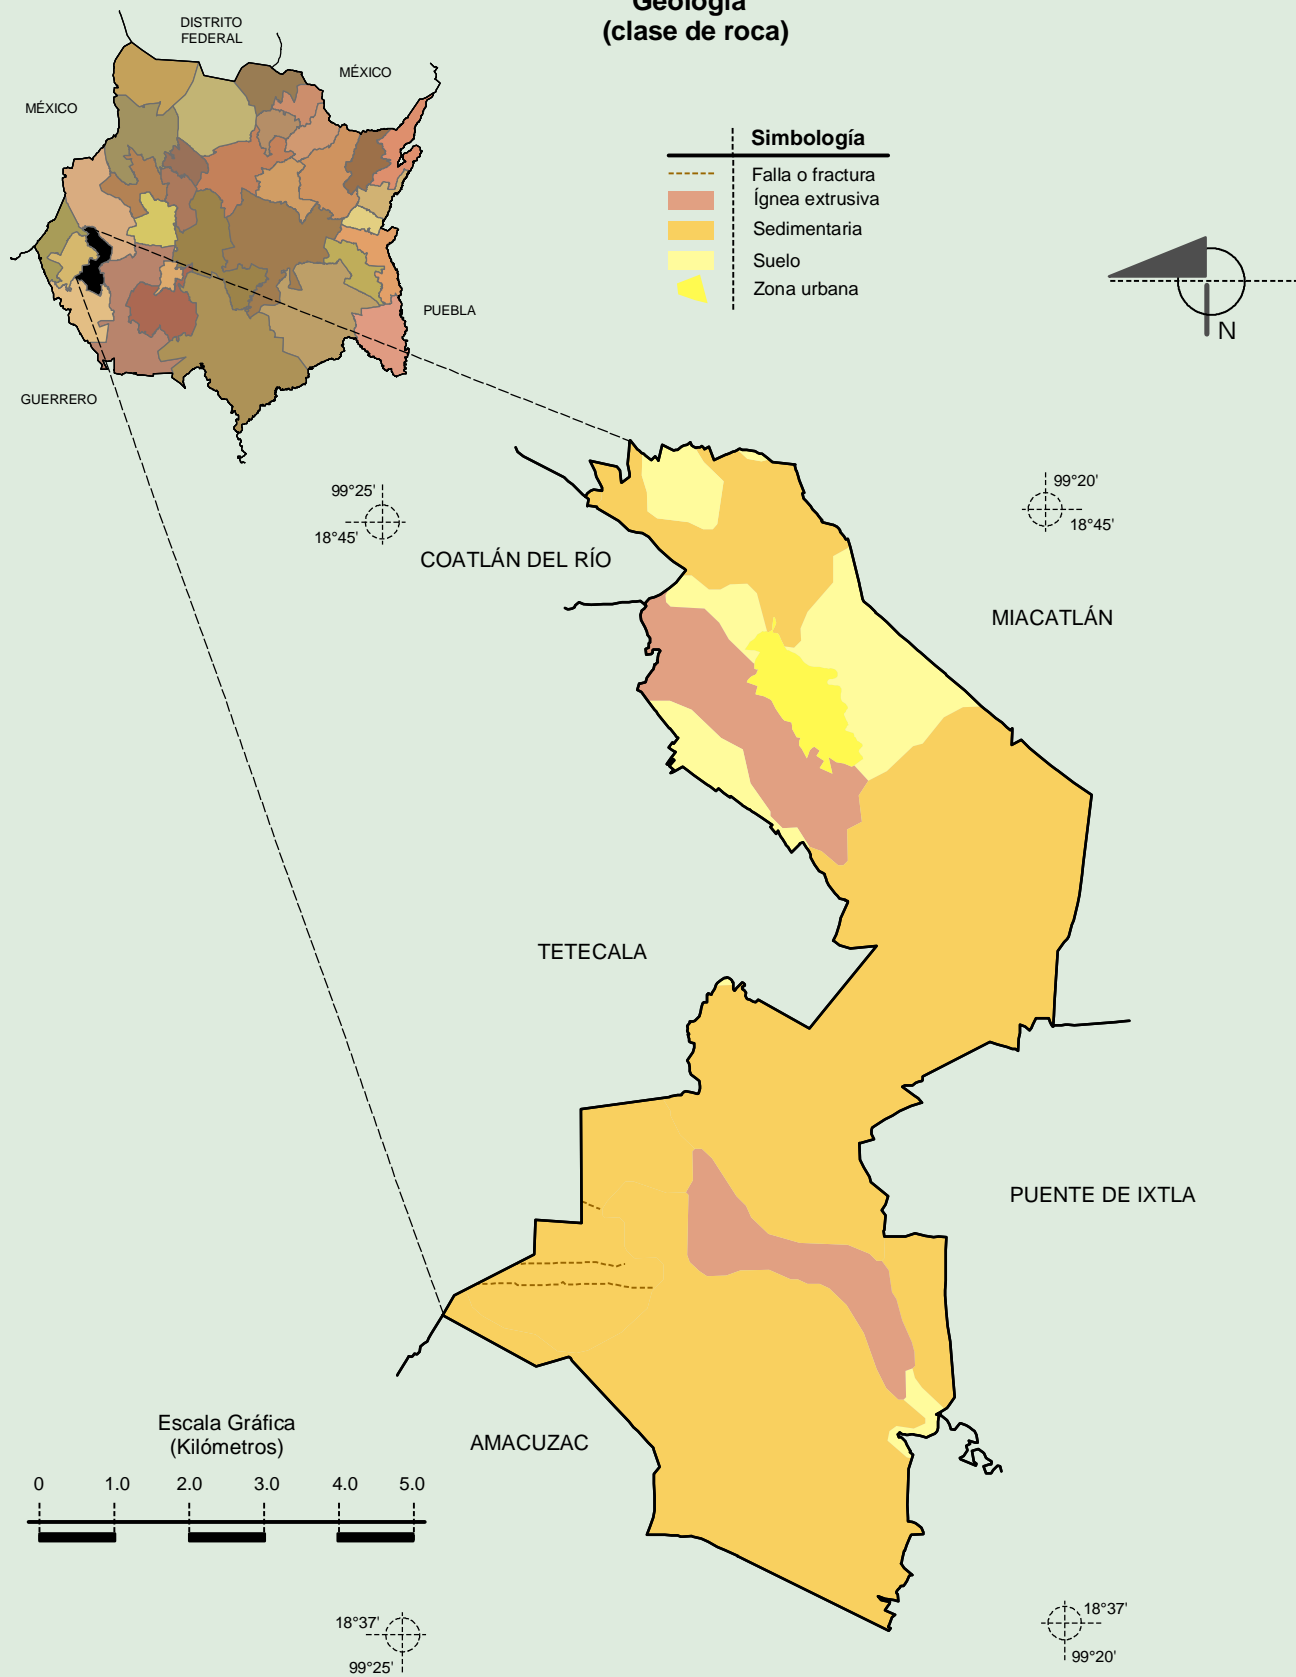 Geología
(clase de roca)
DISTRITO
FEDERAL
MÉXICO
MÉXICO
PUEBLA
GUERRERO
Simbología
Falla o fractura
Ígnea extrusiva
Sedimentaria
Suelo
Zona urbana
N
99°25'
18°45'
99°20'
18°45'
COATLÁN DEL RÍO
MIACATLÁN
TETECALA
PUENTE DE IXTLA
AMACUZAC
Escala Gráfica
(Kilómetros)
0 1.0 2.0 3.0 4.0 5.0
18°37'
99°25'
18°37'
99°20'